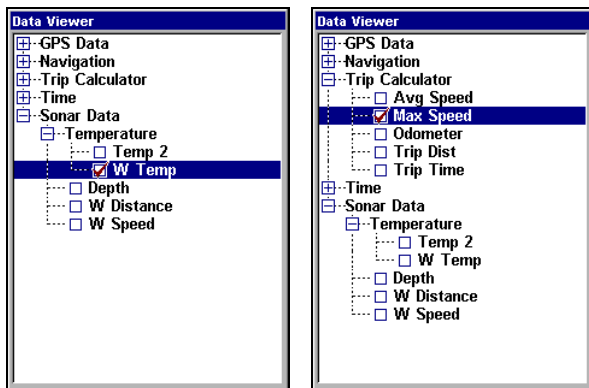 Data Viewer
GPS Data
Navigation
Trip Calculator
Time
Sonar Data
Temperature
Temp 2
W Temp
Depth
W Distance
W Speed
Data Viewer
GPS Data
Navigation
Trip Calculator
Avg Speed
Max Speed
Odometer
Trip Dist
Trip Time
Time
Sonar Data
Temperature
Temp 2
W Temp
Depth
W Distance
W Speed